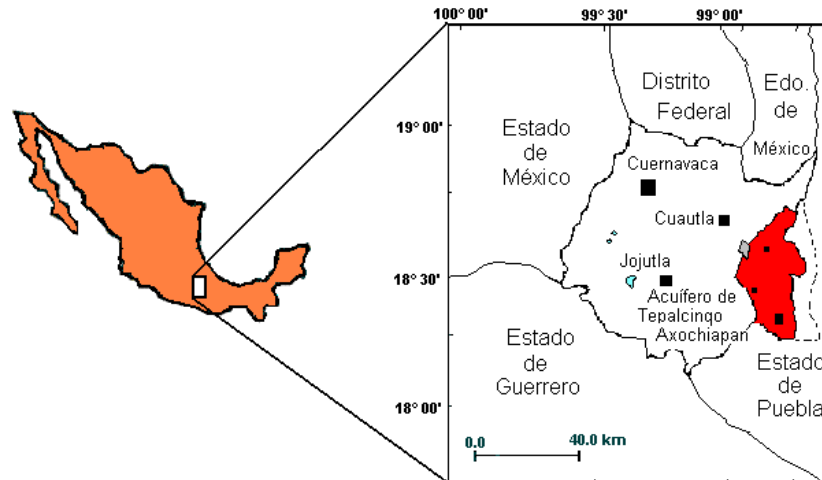 100° 00'
99° 30'
99° 00'
Distrito
Federal
Edo.
de
México
19° 00'
Estado
de
México
Cuernavaca
Cuautla
Jojutla
18° 30'
Acuífero de
Tepalcinqo
Axochiapan
Estado
de
Guerrero
Estado
de
Puebla
18° 00'
0.0
40.0 km